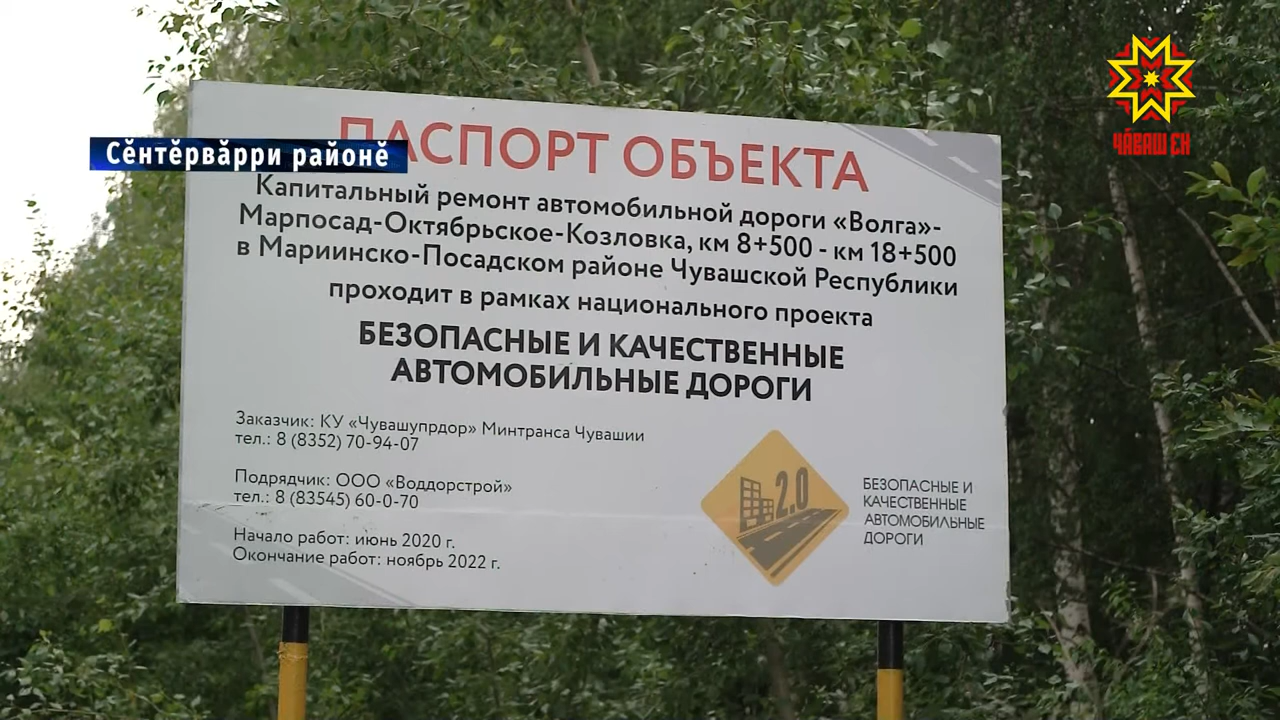 ПАСПОРТ ОБЪЕКТА
Сӗнтӗрвӑрри районӗ
ЧӐВАШ ЕН
Капитальный ремонт автомобильной дороги «Волга»-
Марпосад-Октябрьское-Козловка, км 8+500 - км 18+500
в Мариинско-Посадском районе Чувашской Республики
проходит в рамках национального проекта
БЕЗОПАСНЫЕ И КАЧЕСТВЕННЫЕ
АВТОМОБИЛЬНЫЕ ДОРОГИ
Заказчик: КУ «Чувашупрдор» Минтранса Чувашии
тел.: 8 (8352) 70-94-07
Подрядчик: ООО «Воддорстрой»
тел.: 8 (83545) 60-0-70
Начало работ: июнь 2020 г.
Окончание работ: ноябрь 2022 г.
2.0
БЕЗОПАСНЫЕ И
КАЧЕСТВЕННЫЕ
АВТОМОБИЛЬНЫЕ
ДОРОГИ